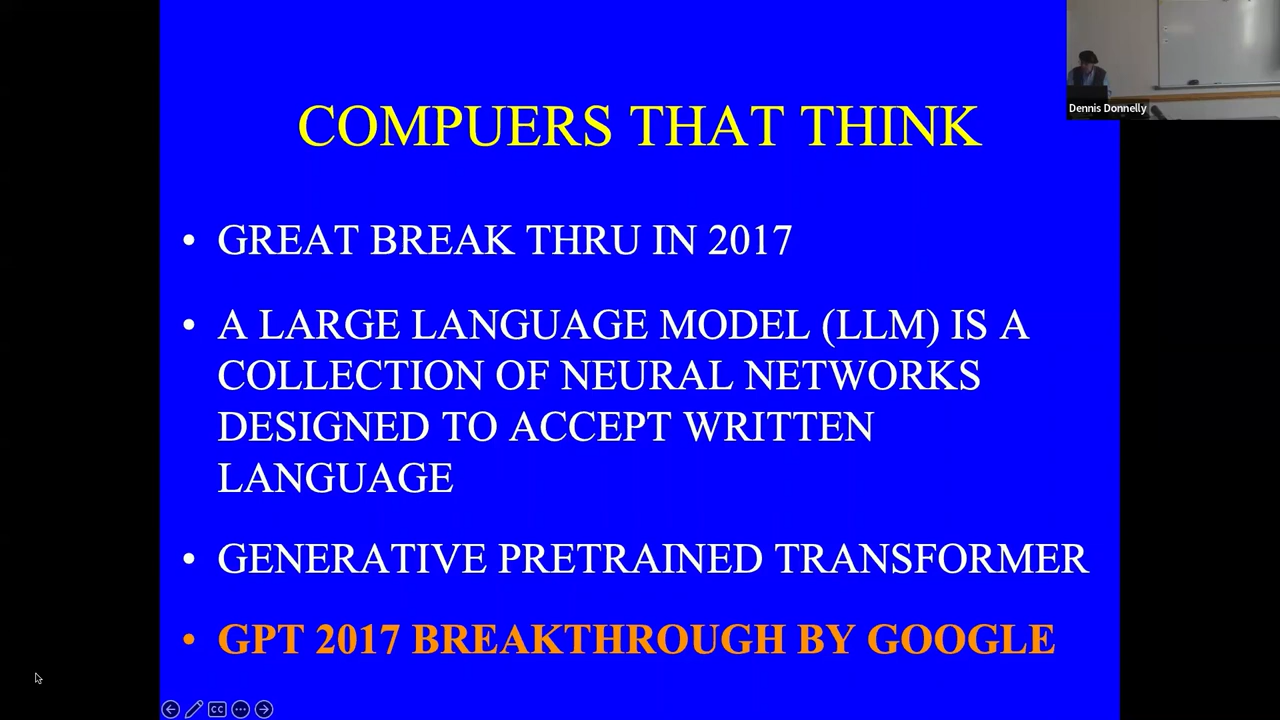 COMPUERS THAT THINK
Dennis Donnelly
• GREAT BREAK THRU IN 2017
• A LARGE LANGUAGE MODEL (LLM) IS A
COLLECTION OF NEURAL NETWORKS
DESIGNED TO ACCEPT WRITTEN
LANGUAGE
• GENERATIVE PRETRAINED TRANSFORMER
• GPT 2017 BREAKTHROUGH BY GOOGLE
CC